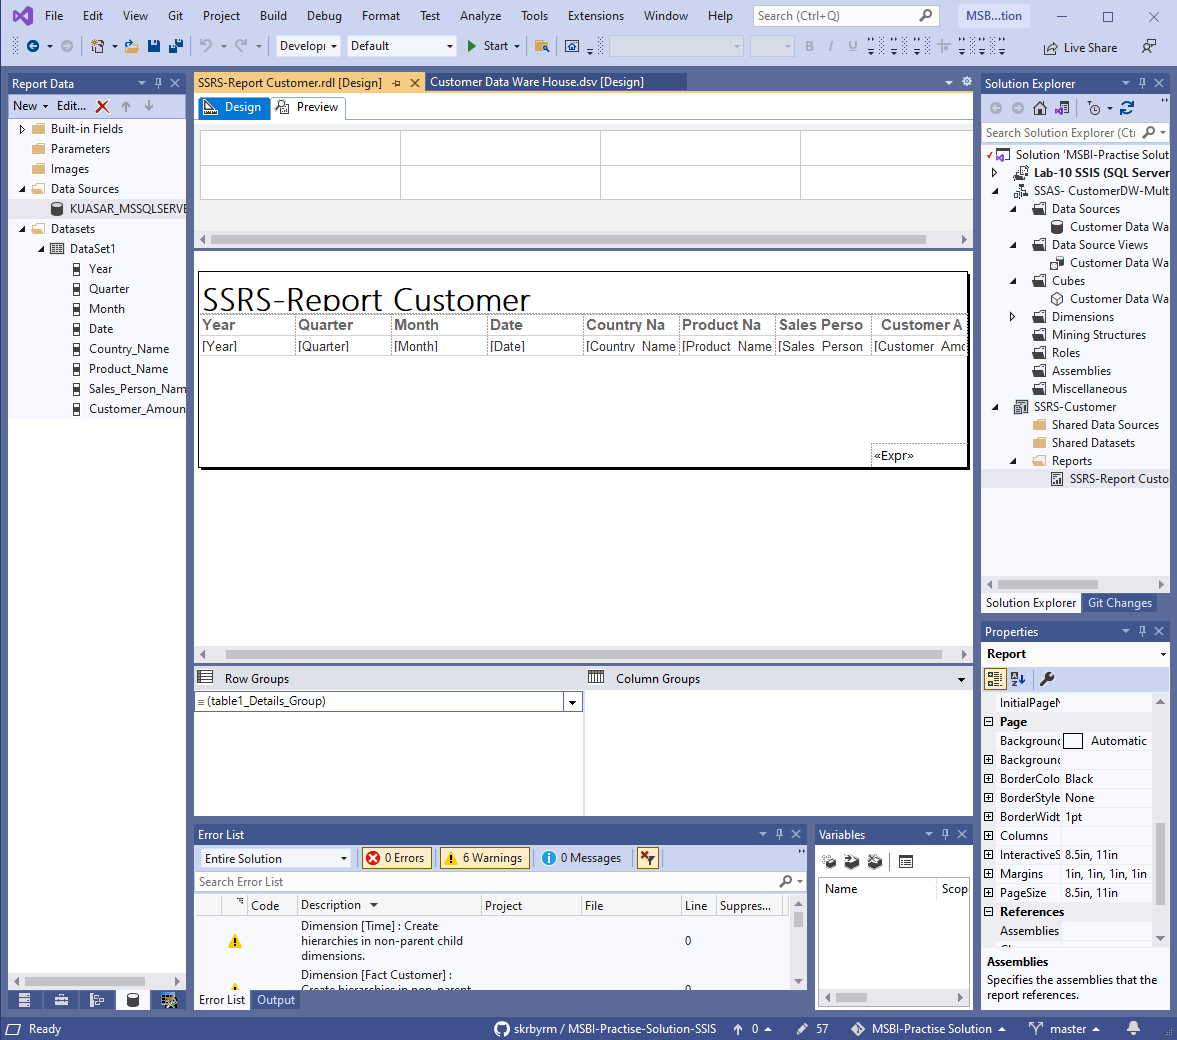 File Edit View Git Project Build Debug Format Test Analyze Tools Extensions Window Help Search (Ctrl+Q) MSB...tion
Developi Default Start Live Share
Report Data
New Edit...
Built-in Fields
Parameters
Images
Data Sources
KUASAR_MSSQLSERVE
Datasets
DataSet1
Year
Quarter
Month
Date
Country_Name
Product_Name
Sales_Person_Nam
Customer_Amoun
SSRS-Report Customer.rdl [Design] Customer Data Ware House.dsv [Design]
Design Preview
SSRS-Report Customer
Year Quarter Month Date Country Na Product Na Sales Perso Customer A
[Year] [Quarter] [Month] [Date] [Country_Name [Product_Name [Sales_Person [Customer_Amo
«Expr»
Row Groups Column Groups
(table1_Details_Group)
Error List
Entire Solution 0 Errors 6 Warnings 0 Messages
Search Error List
Code Description Project File Line Suppres...
Dimension [Time] : Create
hierarchies in non-parent child
dimensions.
0
Dimension [Fact Customer] :
Create hierarchies in non-parent
0
Error List Output
Variables
Name Scop
Solution Explorer
Search Solution Explorer (Ctr
Solution 'MSBI-Practise Solut
Lab-10 SSIS (SQL Server
SSAS- CustomerDW-Mult
Data Sources
Customer Data Wa
Data Source Views
Customer Data Wa
Cubes
Customer Data Wa
Dimensions
Mining Structures
Roles
Assemblies
Miscellaneous
SSRS-Customer
Shared Data Sources
Shared Datasets
Reports
SSRS-Report Custo
Solution Explorer Git Changes
Properties
Report
InitialPageN
Page
Background Automatic
Background
BorderColo Black
BorderStyle None
BorderWidt 1pt
Columns
InteractiveS 8.5in, 11in
Margins 1in, 1in, 1in, 1in
PageSize 8.5in, 11in
References
Assemblies
Assemblies
Specifies the assemblies that the
report references.
Ready skrbyrm / MSBI-Practise-Solution-SSIS 0 57 MSBI-Practise Solution master